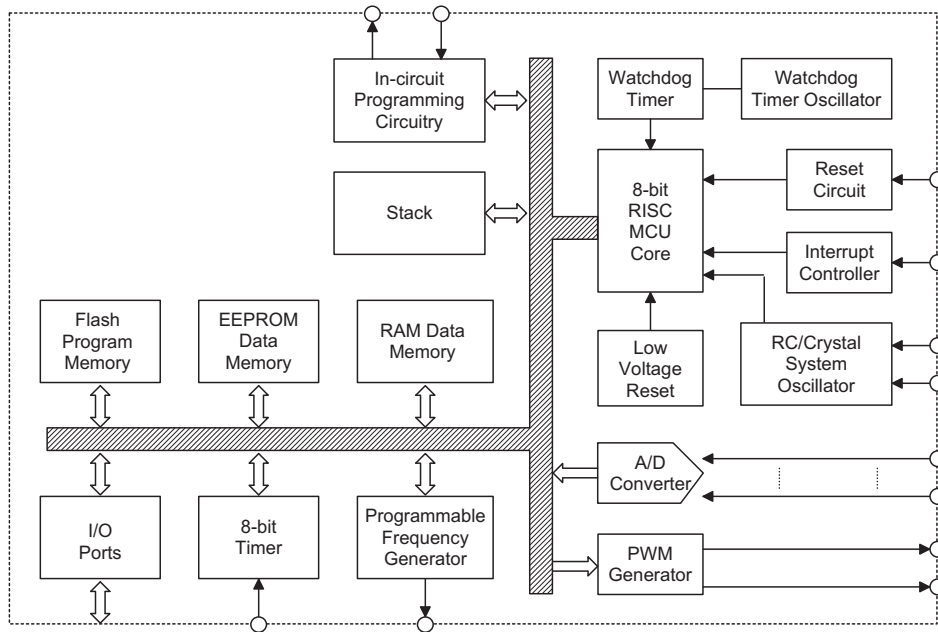 In-circuit
Programming
Circuitry
Watchdog
Timer
Watchdog
Timer Oscillator
Stack
8-bit
RISC
MCU
Core
Reset
Circuit
Interrupt
Controller
Flash
Program
Memory
EEPROM
Data
Memory
RAM Data
Memory
Low
Voltage
Reset
RC/Crystal
System
Oscillator
A/D
Converter
I/O
Ports
8-bit
Timer
Programmable
Frequency
Generator
PWM
Generator